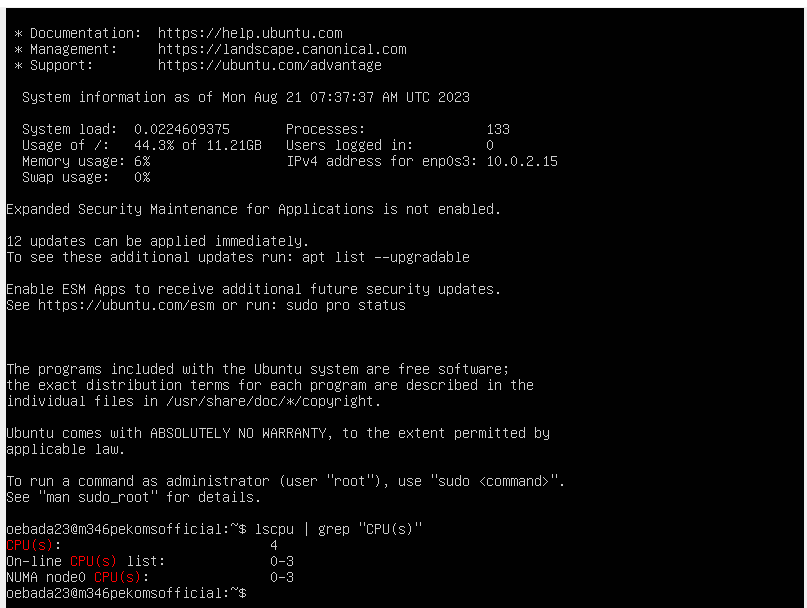 * Documentation:  https://help.ubuntu.com
* Management:     https://landscape.canonical.com
* Support:        https://ubuntu.com/advantage
System information as of Mon Aug 21 07:37:37 AM UTC 2023
System load:  0.0224609375       Processes:               133
Usage of /:   44.3% of 11.21GB   Users logged in:         0
Memory usage: 6%                 IPv4 address for enp0s3: 10.0.2.15
Swap usage:   0%
Expanded Security Maintenance for Applications is not enabled.
12 updates can be applied immediately.
To see these additional updates run: apt list --upgradable
Enable ESM Apps to receive additional future security updates.
See https://ubuntu.com/esm or run: sudo pro status
The programs included with the Ubuntu system are free software;
the exact distribution terms for each program are described in the
individual files in /usr/share/doc/*/copyright.
Ubuntu comes with ABSOLUTELY NO WARRANTY, to the extent permitted by
applicable law.
To run a command as administrator (user "root"), use "sudo <command>".
See "man sudo_root" for details.
oebada23@m346pekomsofficial:~$ lscpu | grep "CPU(s)"
CPU(s):                          4
On-line CPU(s) list:             0-3
NUMA node0 CPU(s):               0-3
oebada23@m346pekomsofficial:~$